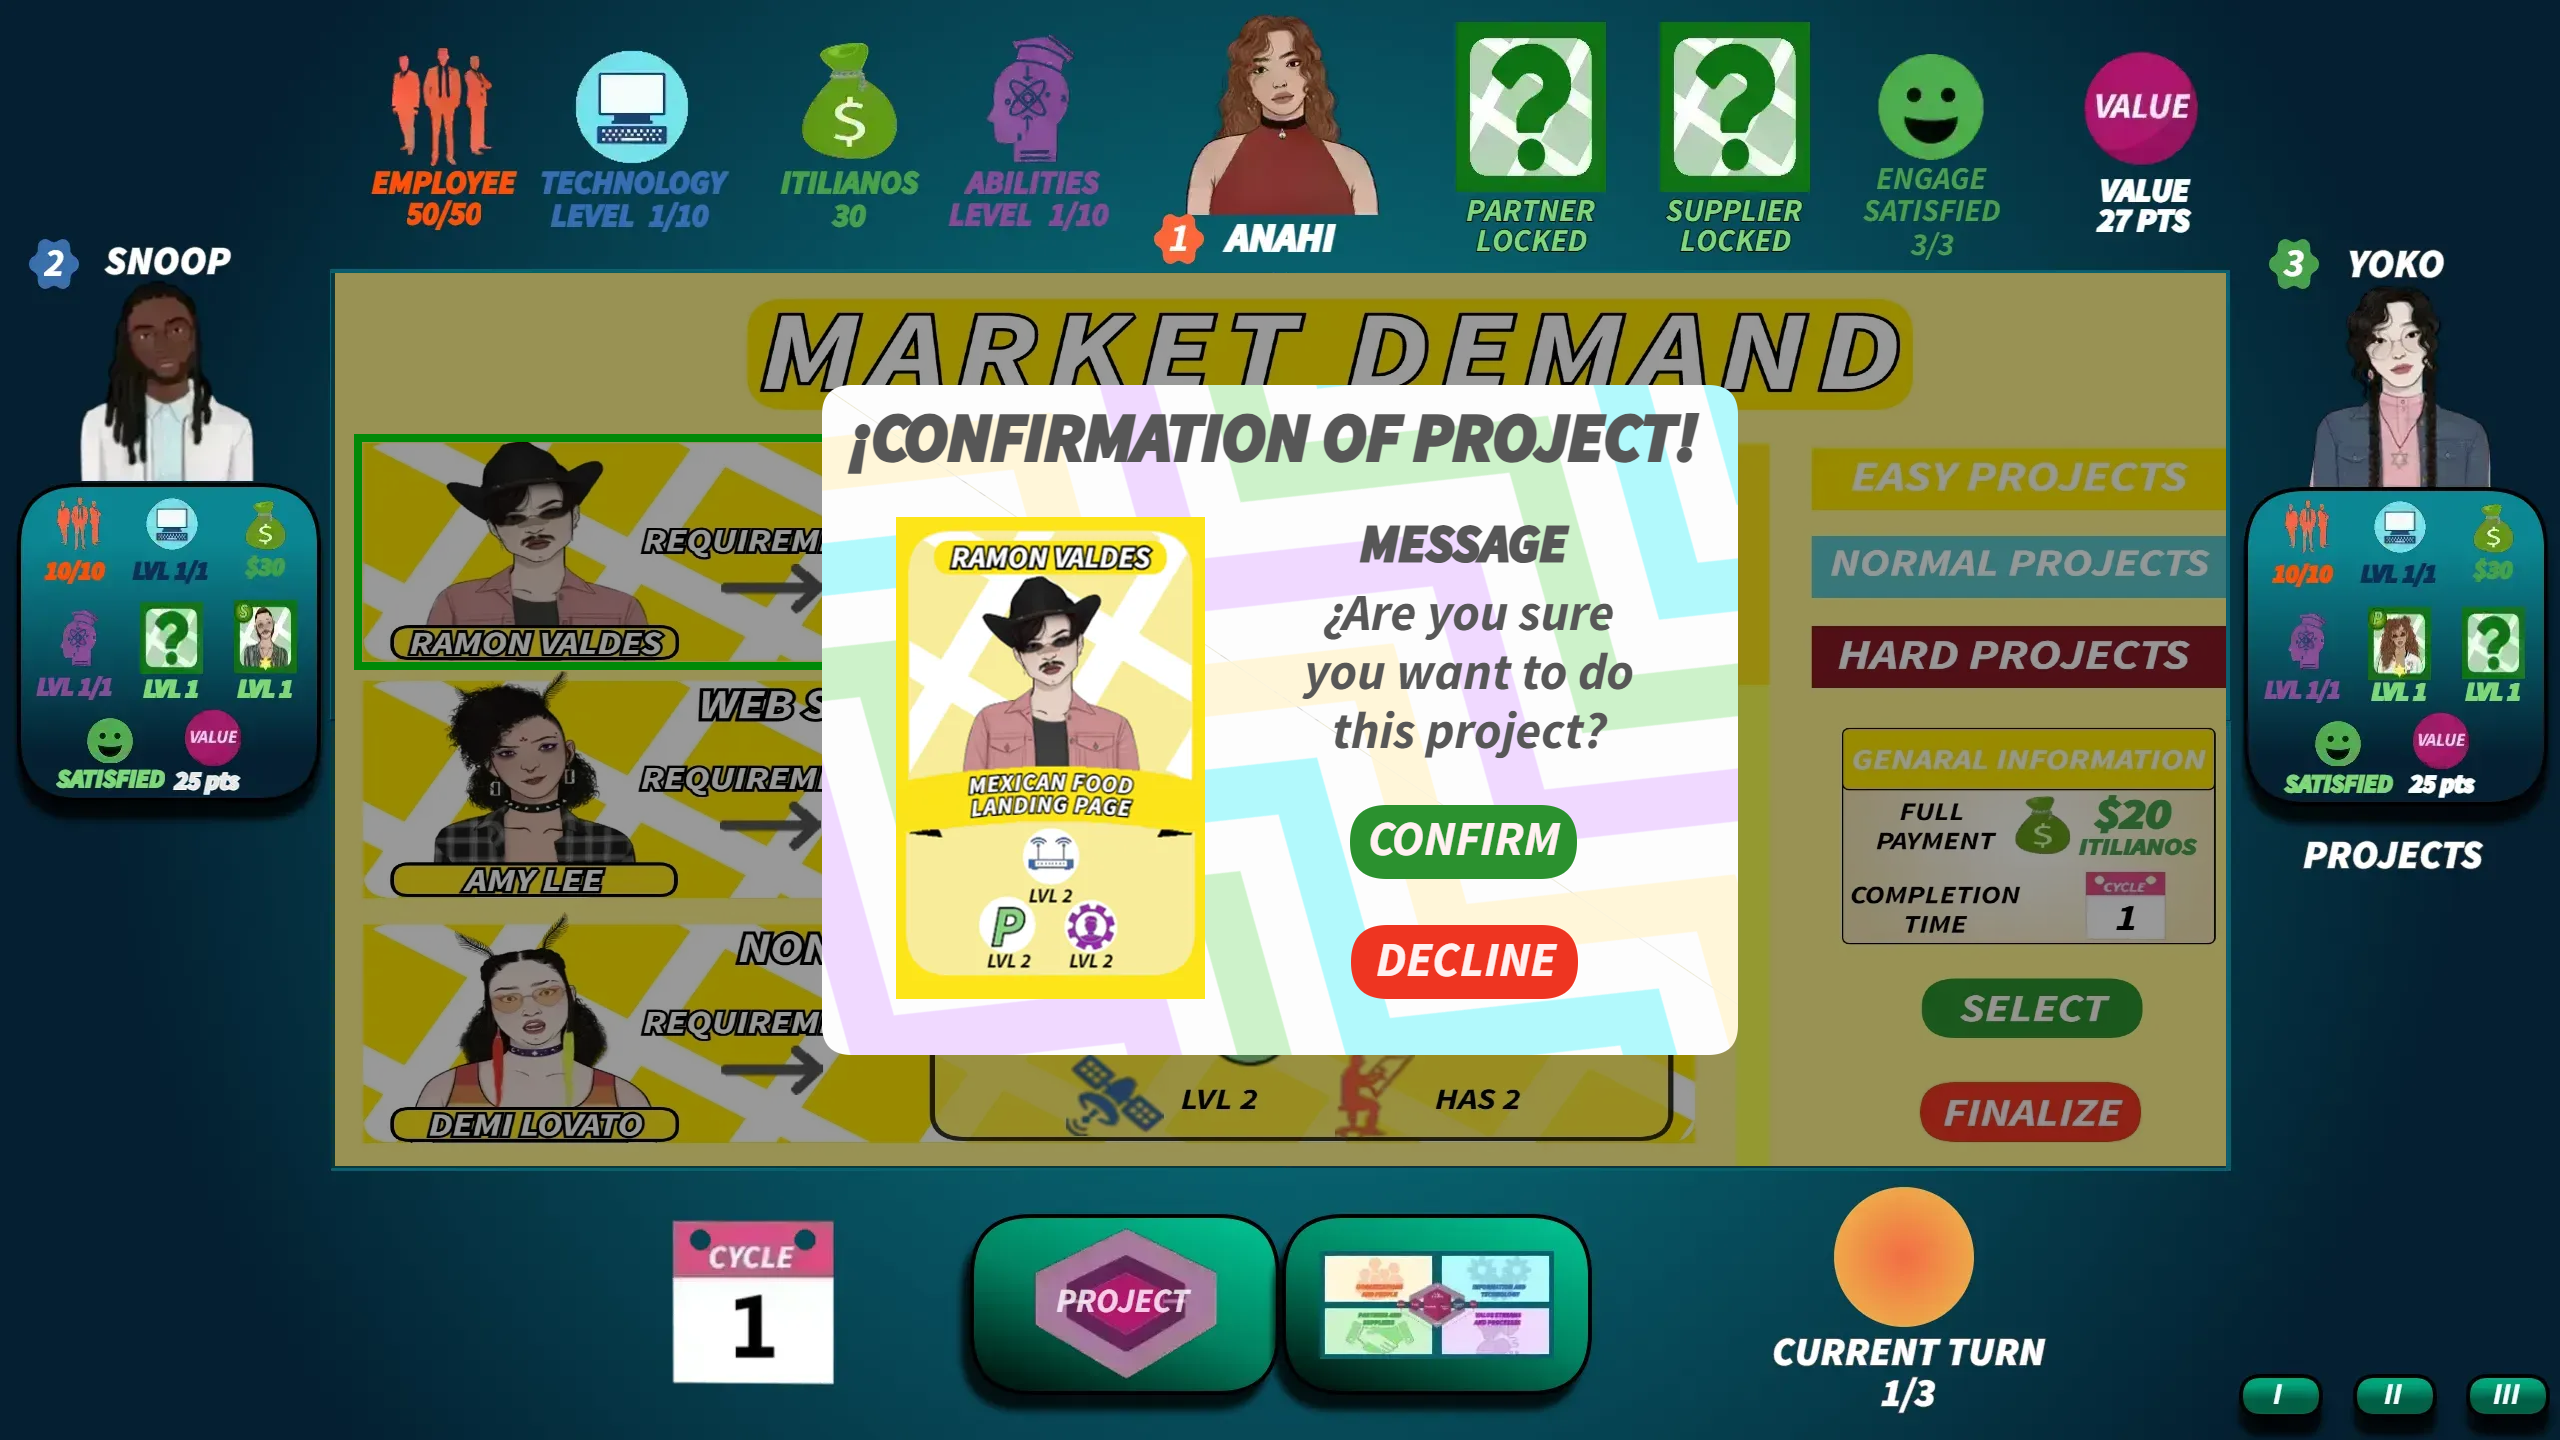 EMPLOYEE
50/50
TECHNOLOGY
LEVEL 1/10
ITILIANOS
30
ABILITIES
LEVEL 1/10
1 ANAHI
PARTNER
LOCKED
SUPPLIER
LOCKED
ENGAGE
SATISFIED
3/3
VALUE
VALUE
27 PTS
2 SNOOP
10/10
LVL 1/1
$30
LVL 1/1
LVL 1
S
LVL 1
SATISFIED
VALUE
25 pts
3 YOKO
10/10
LVL 1/1
$30
LVL 1/1
LVL 1
LVL 1
SATISFIED
VALUE
25 pts
PROJECTS
MARKET DEMAND
REQUIREM
RAMON VALDES
WEB S
REQUIREME
AMY LEE
NON
REQUIREM
DEMI LOVATO
LVL 2
HAS 2
¡CONFIRMATION OF PROJECT!
RAMON VALDES
MEXICAN FOOD
LANDING PAGE
LVL 2
P
LVL 2
LVL 2
MESSAGE
¿Are you sure
you want to do
this project?
CONFIRM
DECLINE
EASY PROJECTS
NORMAL PROJECTS
HARD PROJECTS
GENARAL INFORMATION
FULL
PAYMENT
$20
ITILIANOS
COMPLETION
TIME
CYCLE
1
SELECT
FINALIZE
CYCLE
1
PROJECT
CURRENT TURN
1/3
I
II
III